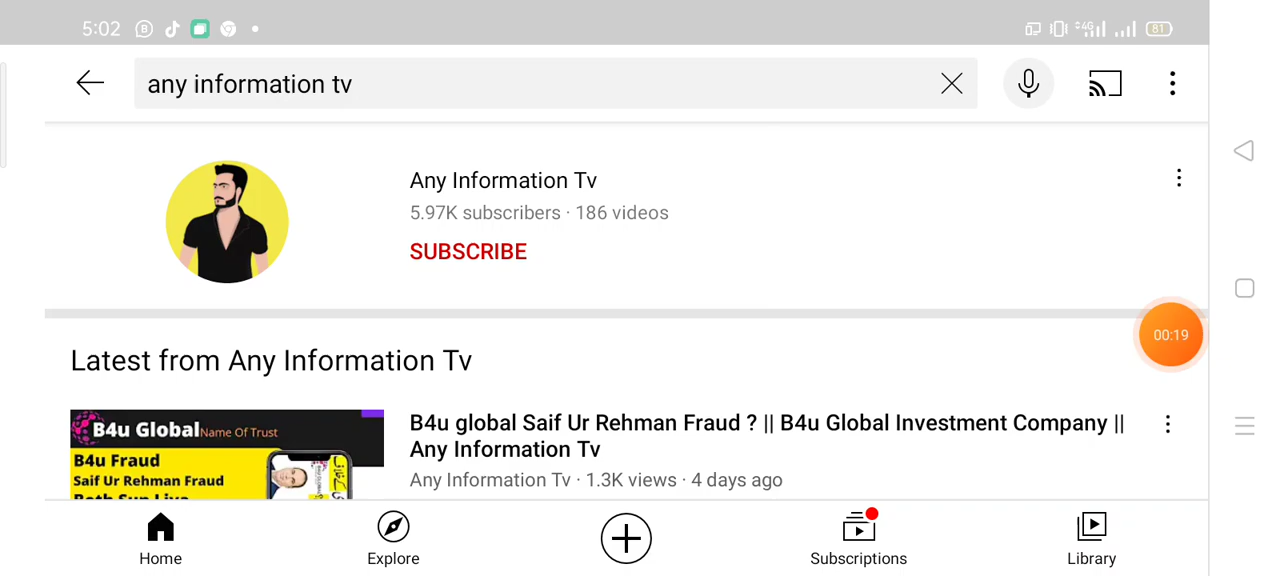 5:02
4G
81
any information tv
Any Information Tv
5.97K subscribers · 186 videos
SUBSCRIBE
00:19
Latest from Any Information Tv
B4u Global Name Of Trust
B4u Fraud
Saif Ur Rehman Fraud
B4u global Saif Ur Rehman Fraud ? || B4u Global Investment Company ||
Any Information Tv
Any Information Tv · 1.3K views · 4 days ago
Home
Explore
Subscriptions
Library